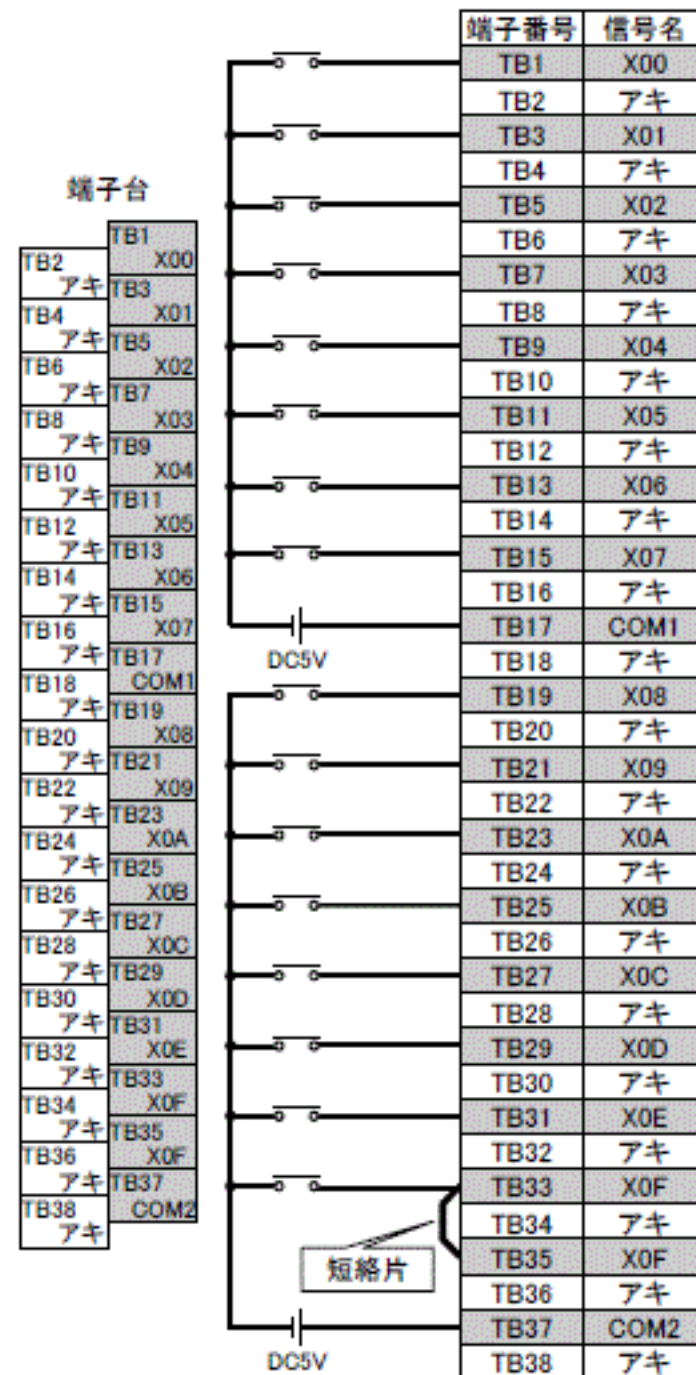 端子台
TB1
X00
TB2
アキ
TB3
X01
TB4
アキ
TB5
X02
TB6
アキ
TB7
X03
TB8
アキ
TB9
X04
TB10
アキ
TB11
X05
TB12
アキ
TB13
X06
TB14
アキ
TB15
X07
TB16
アキ
TB17
COM1
TB18
アキ
TB19
X08
TB20
アキ
TB21
X09
TB22
アキ
TB23
X0A
TB24
アキ
TB25
X0B
TB26
アキ
TB27
X0C
TB28
アキ
TB29
X0D
TB30
アキ
TB31
X0E
TB32
アキ
TB33
X0F
TB34
アキ
TB35
X0F
TB36
アキ
TB37
COM2
TB38
アキ
DC5V
短絡片
DC5V
端子番号 信号名
TB1 X00
TB2 アキ
TB3 X01
TB4 アキ
TB5 X02
TB6 アキ
TB7 X03
TB8 アキ
TB9 X04
TB10 アキ
TB11 X05
TB12 アキ
TB13 X06
TB14 アキ
TB15 X07
TB16 アキ
TB17 COM1
TB18 アキ
TB19 X08
TB20 アキ
TB21 X09
TB22 アキ
TB23 X0A
TB24 アキ
TB25 X0B
TB26 アキ
TB27 X0C
TB28 アキ
TB29 X0D
TB30 アキ
TB31 X0E
TB32 アキ
TB33 X0F
TB34 アキ
TB35 X0F
TB36 アキ
TB37 COM2
TB38 アキ